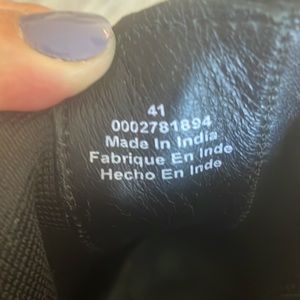 41
0002781894
Made In India
Fabrique En Inde
Hecho En Inde